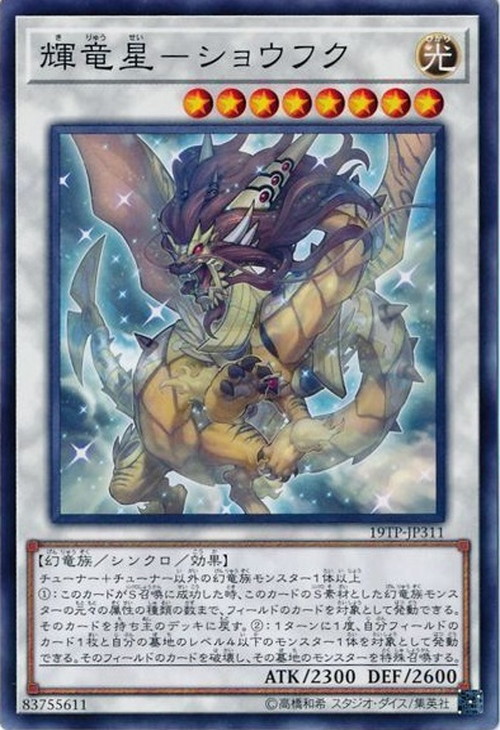 輝竜星－ショウフク
光
19TP-JP311
【幻竜族／シンクロ／効果】
チューナー＋チューナー以外の幻竜族モンスター1体以上
①：このカードがS召喚に成功した時、このカードのS素材とした幻竜族モン
スターの元々の属性の種類の数まで、フィールドのカードを対象として発動できる。
そのカードを持ち主のデッキに戻す。②：1ターンに1度、自分フィールドの
カード1枚と自分の墓地のレベル4以下のモンスター1体を対象として発動
できる。そのフィールドのカードを破壊し、その墓地のモンスターを特殊召喚する。
ATK/2300 DEF/2600
83755611
©高橋和希 スタジオ・ダイス/集英社